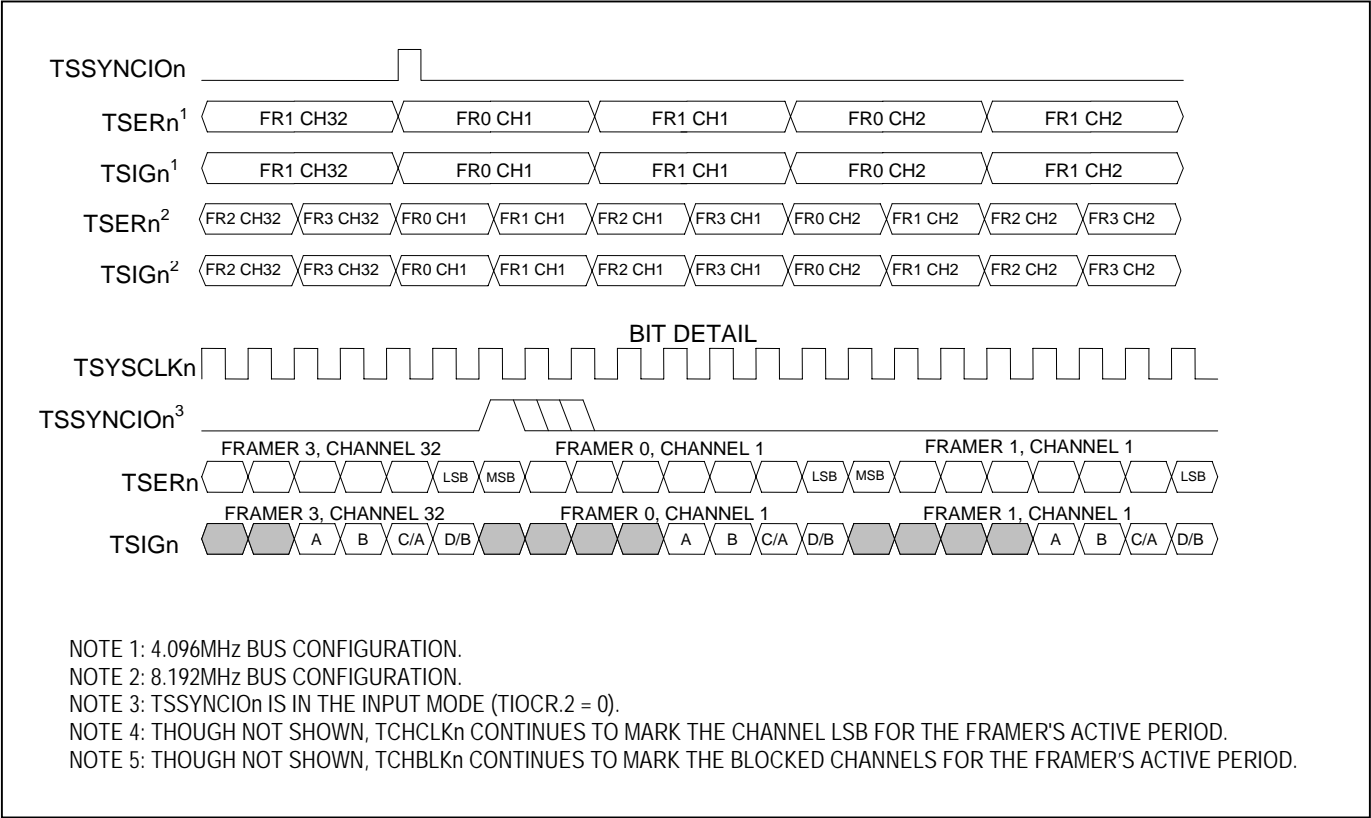 TSSYNCIOn
TSERn1 FR1 CH32 FR0 CH1 FR1 CH1 FR0 CH2 FR1 CH2
TSIGn1 FR1 CH32 FR0 CH1 FR1 CH1 FR0 CH2 FR1 CH2
TSERn2 FR2 CH32 FR3 CH32 FR0 CH1 FR1 CH1 FR2 CH1 FR3 CH1 FR0 CH2 FR1 CH2 FR2 CH2 FR3 CH2
TSIGn2 FR2 CH32 FR3 CH32 FR0 CH1 FR1 CH1 FR2 CH1 FR3 CH1 FR0 CH2 FR1 CH2 FR2 CH2 FR3 CH2
BIT DETAIL
TSYSCLKn
TSSYNCIOn3
FRAMER 3, CHANNEL 32 FRAMER 0, CHANNEL 1 FRAMER 1, CHANNEL 1
TSERn LSB MSB LSB MSB LSB
FRAMER 3, CHANNEL 32 FRAMER 0, CHANNEL 1 FRAMER 1, CHANNEL 1
TSIGn A B C/A D/B A B C/A D/B A B C/A D/B
NOTE 1: 4.096MHz BUS CONFIGURATION.
NOTE 2: 8.192MHz BUS CONFIGURATION.
NOTE 3: TSSYNCIOn IS IN THE INPUT MODE (TIOCR.2 = 0).
NOTE 4: THOUGH NOT SHOWN, TCHCLKn CONTINUES TO MARK THE CHANNEL LSB FOR THE FRAMER'S ACTIVE PERIOD.
NOTE 5: THOUGH NOT SHOWN, TCHBLKn CONTINUES TO MARK THE BLOCKED CHANNELS FOR THE FRAMER’S ACTIVE PERIOD.